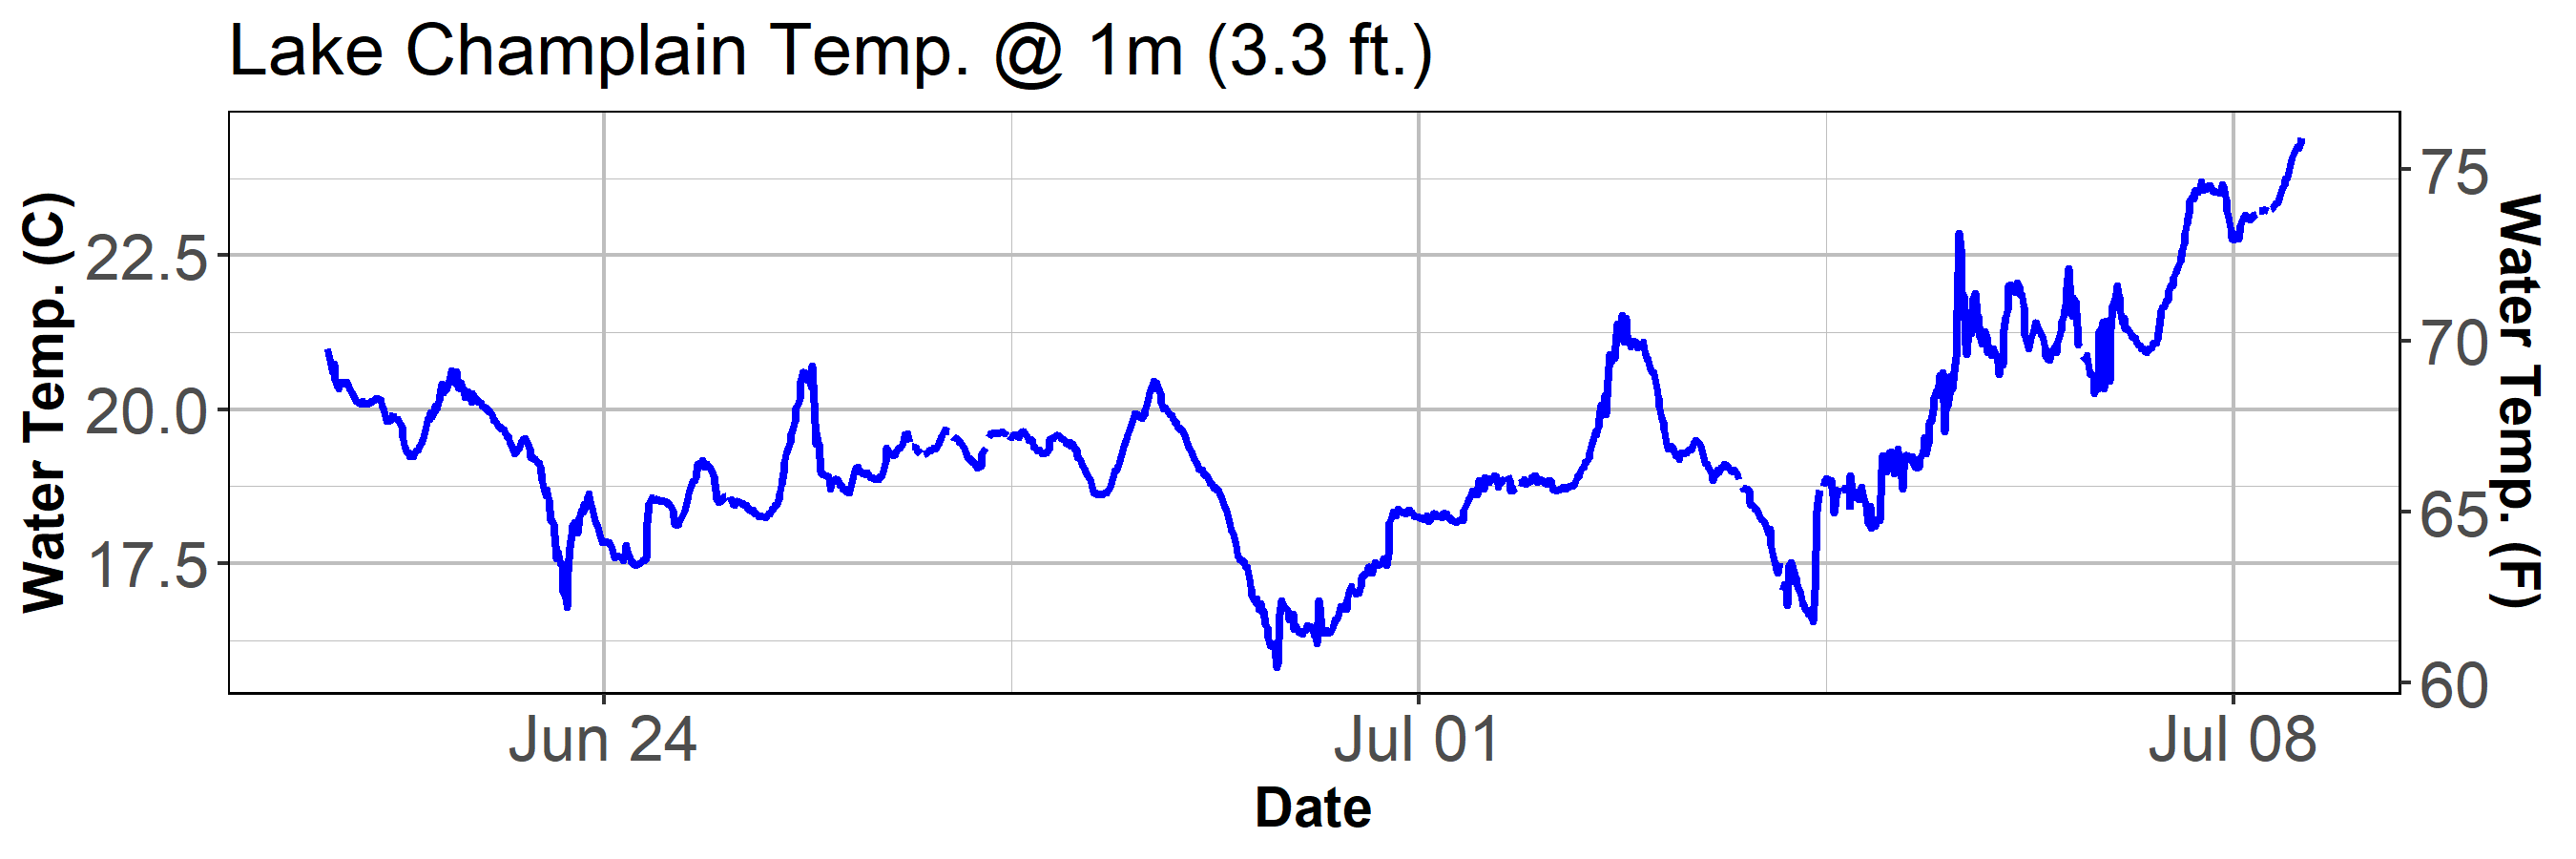 Lake Champlain Temp. @ 1m (3.3 ft.)
Water Temp. (C)
22.5
20.0
17.5
75
70
65
60
Water Temp. (F)
Jun 24
Jul 01
Jul 08
Date